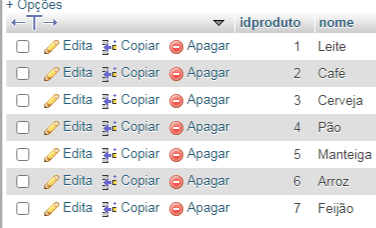 + Opções
←T→ idproduto nome
Edita Copiar Apagar 1 Leite
Edita Copiar Apagar 2 Café
Edita Copiar Apagar 3 Cerveja
Edita Copiar Apagar 4 Pão
Edita Copiar Apagar 5 Manteiga
Edita Copiar Apagar 6 Arroz
Edita Copiar Apagar 7 Feijão